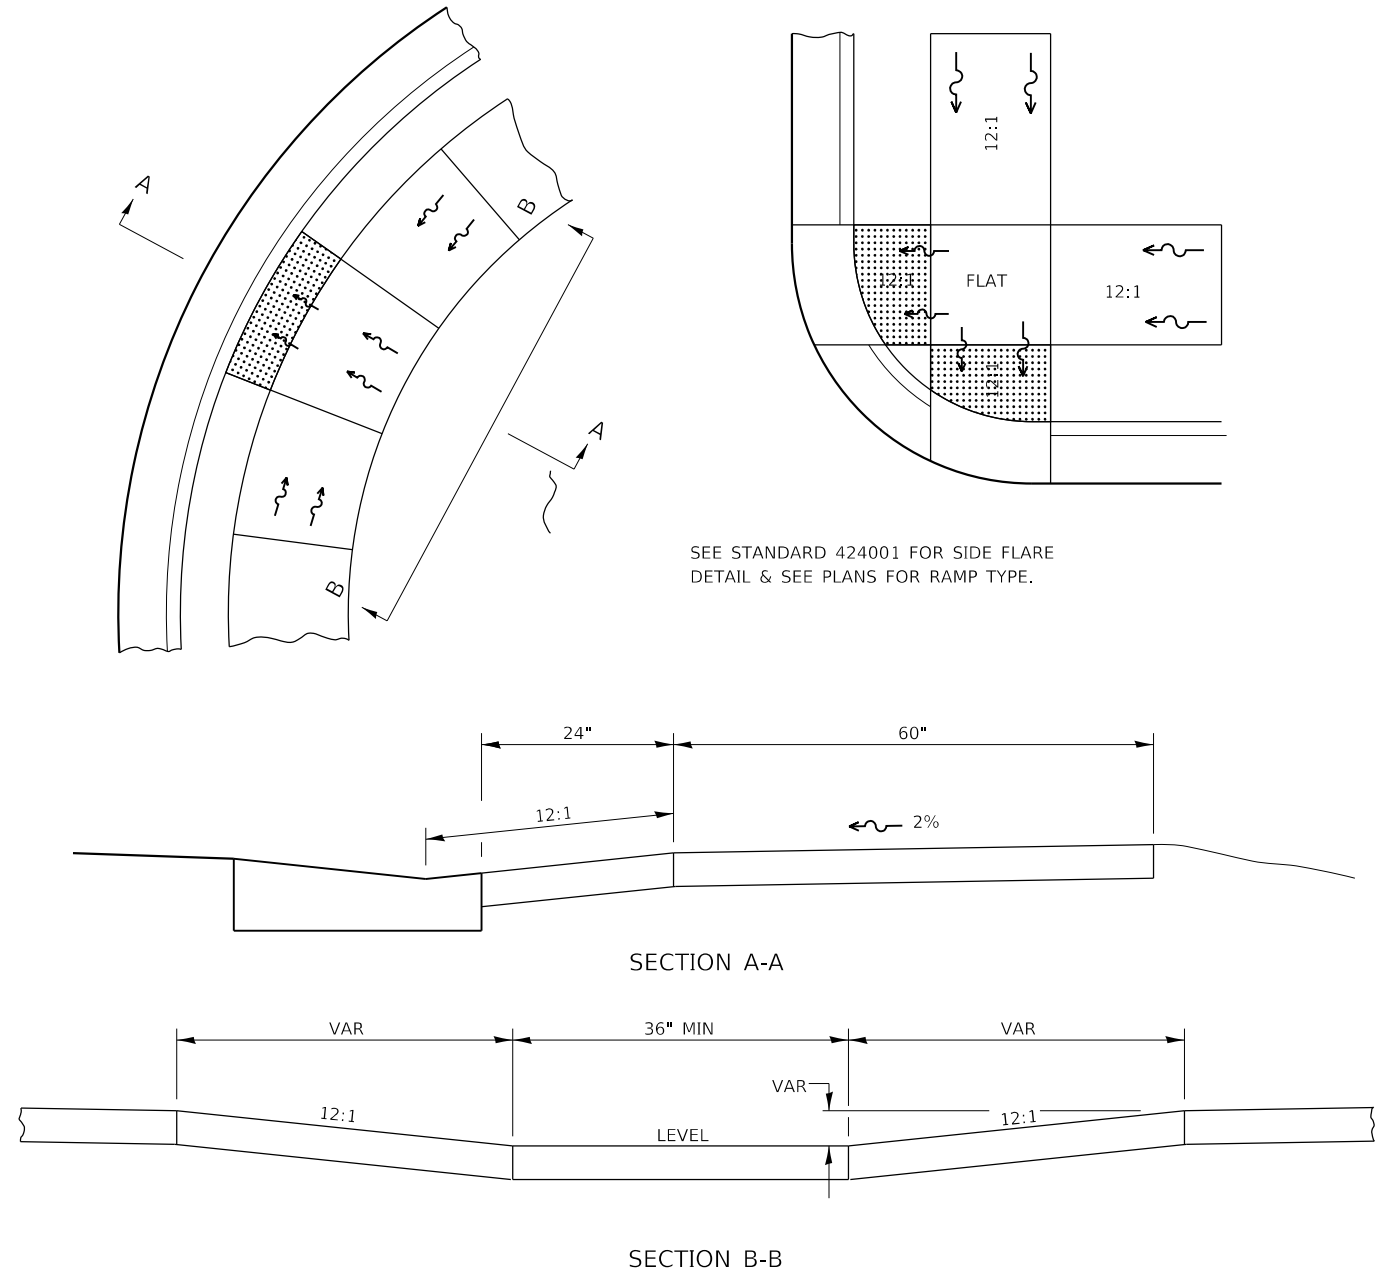 A
B
A
B
12:1
12:1
FLAT
12:1
12:1
SEE STANDARD 424001 FOR SIDE FLARE
DETAIL & SEE PLANS FOR RAMP TYPE.
24"
60"
12:1
2%
SECTION A-A
VAR
36" MIN
VAR
VAR
12:1
LEVEL
12:1
SECTION B-B